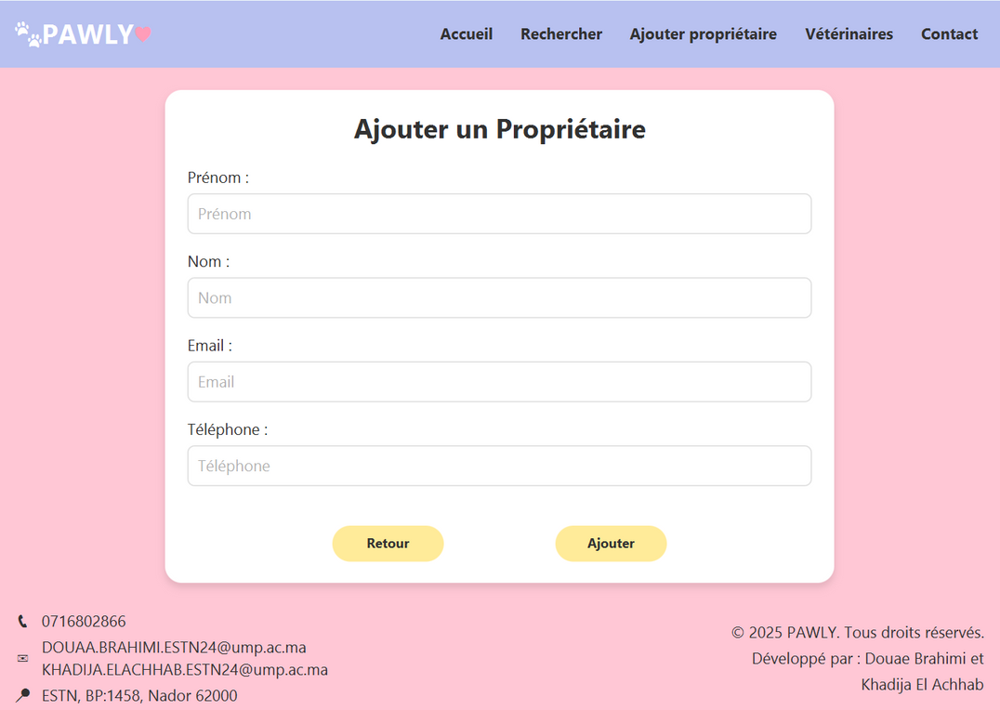 PAWLY
Accueil Rechercher Ajouter propriétaire Vétérinaires Contact
Ajouter un Propriétaire
Prénom :
Prénom
Nom :
Nom
Email :
Email
Téléphone :
Téléphone
Retour Ajouter
0716802866
DOUAA.BRAHIMI.ESTN24@ump.ac.ma
KHADIJA.ELACHHAB.ESTN24@ump.ac.ma
ESTN, BP:1458, Nador 62000
© 2025 PAWLY. Tous droits réservés.
Développé par : Douae Brahimi et
Khadija El Achhab